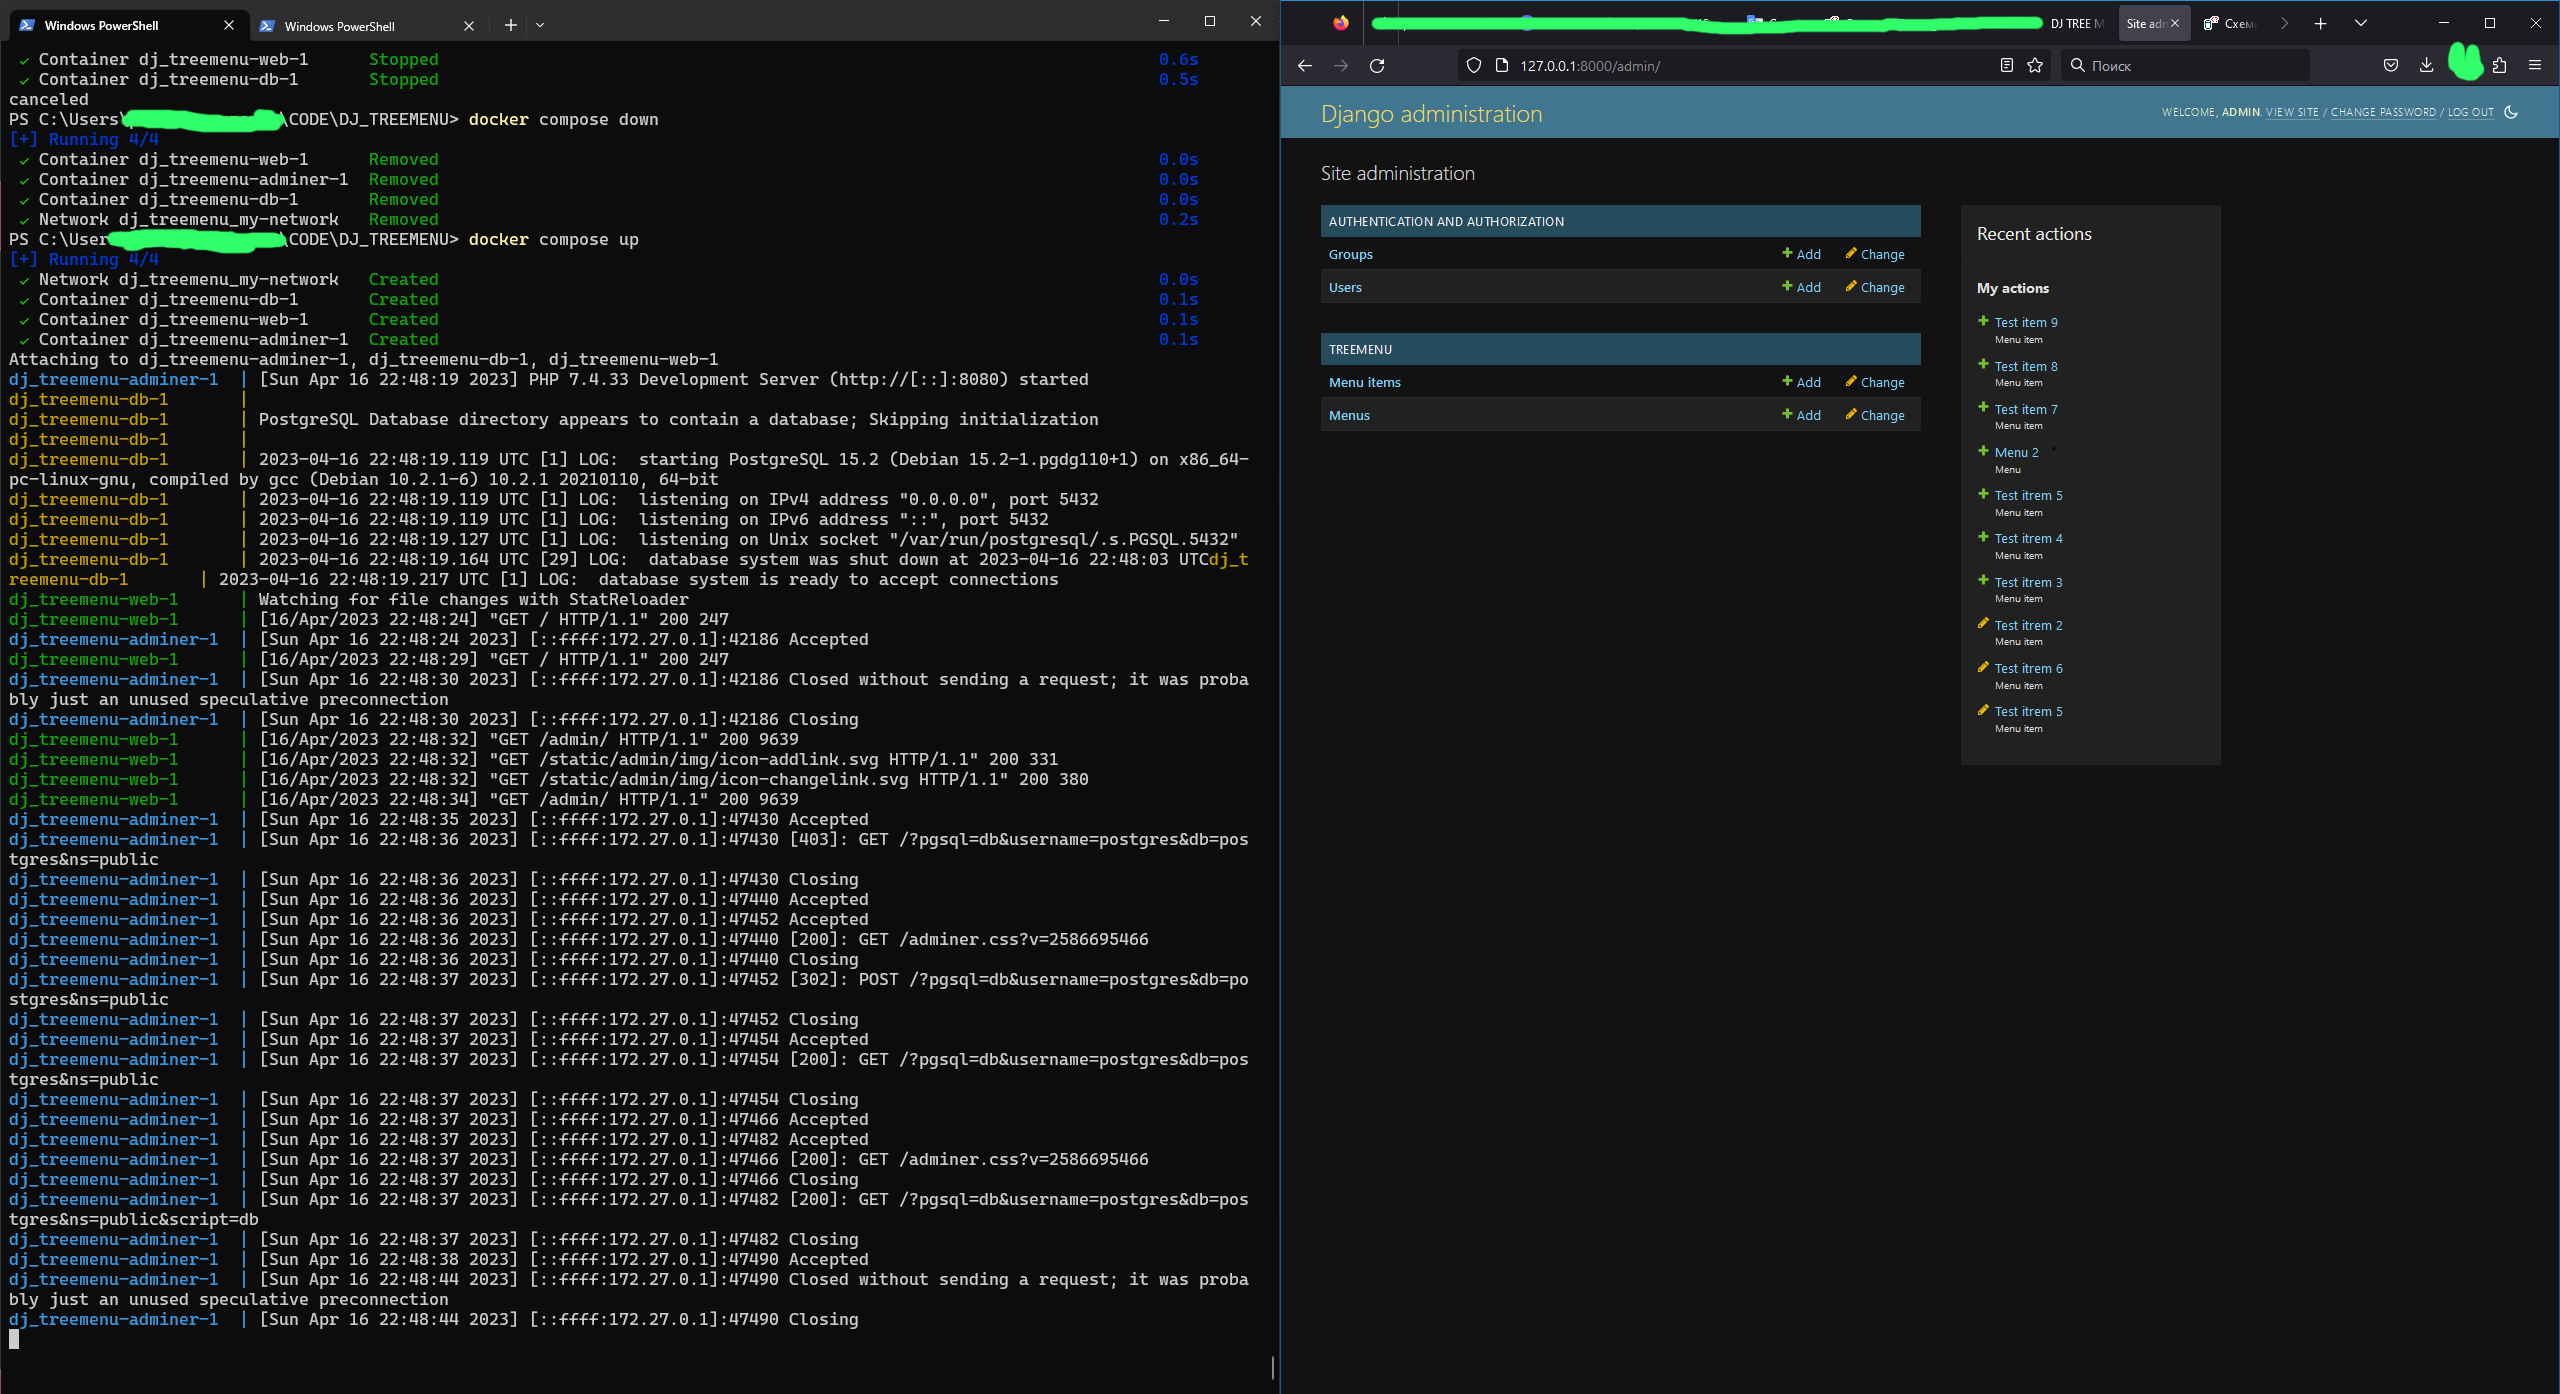 Windows PowerShell
Windows PowerShell
✓ Container dj_treemenu-web-1 Stopped 0.6s
✓ Container dj_treemenu-db-1 Stopped 0.5s
canceled
PS C:\Users\ \CODE\DJ_TREEMENU> docker compose down
[+] Running 4/4
✓ Container dj_treemenu-web-1 Removed 0.0s
✓ Container dj_treemenu-adminer-1 Removed 0.0s
✓ Container dj_treemenu-db-1 Removed 0.0s
✓ Network dj_treemenu_my-network Removed 0.2s
PS C:\User \CODE\DJ_TREEMENU> docker compose up
[+] Running 4/4
✓ Network dj_treemenu_my-network Created 0.0s
✓ Container dj_treemenu-db-1 Created 0.1s
✓ Container dj_treemenu-web-1 Created 0.1s
✓ Container dj_treemenu-adminer-1 Created 0.1s
Attaching to dj_treemenu-adminer-1, dj_treemenu-db-1, dj_treemenu-web-1
dj_treemenu-adminer-1 | [Sun Apr 16 22:48:19 2023] PHP 7.4.33 Development Server (http://[::]:8080) started
dj_treemenu-db-1 |
dj_treemenu-db-1 | PostgreSQL Database directory appears to contain a database; Skipping initialization
dj_treemenu-db-1 |
dj_treemenu-db-1 | 2023-04-16 22:48:19.119 UTC [1] LOG: starting PostgreSQL 15.2 (Debian 15.2-1.pgdg110+1) on x86_64-
pc-linux-gnu, compiled by gcc (Debian 10.2.1-6) 10.2.1 20210110, 64-bit
dj_treemenu-db-1 | 2023-04-16 22:48:19.119 UTC [1] LOG: listening on IPv4 address "0.0.0.0", port 5432
dj_treemenu-db-1 | 2023-04-16 22:48:19.119 UTC [1] LOG: listening on IPv6 address "::", port 5432
dj_treemenu-db-1 | 2023-04-16 22:48:19.127 UTC [1] LOG: listening on Unix socket "/var/run/postgresql/.s.PGSQL.5432"
dj_treemenu-db-1 | 2023-04-16 22:48:19.164 UTC [29] LOG: database system was shut down at 2023-04-16 22:48:03 UTCdj_t
reemenu-db-1 | 2023-04-16 22:48:19.217 UTC [1] LOG: database system is ready to accept connections
dj_treemenu-web-1 | Watching for file changes with StatReloader
dj_treemenu-web-1 | [16/Apr/2023 22:48:24] "GET / HTTP/1.1" 200 247
dj_treemenu-adminer-1 | [Sun Apr 16 22:48:24 2023] [::ffff:172.27.0.1]:42186 Accepted
dj_treemenu-web-1 | [16/Apr/2023 22:48:29] "GET / HTTP/1.1" 200 247
dj_treemenu-adminer-1 | [Sun Apr 16 22:48:30 2023] [::ffff:172.27.0.1]:42186 Closed without sending a request; it was proba
bly just an unused speculative preconnection
dj_treemenu-adminer-1 | [Sun Apr 16 22:48:30 2023] [::ffff:172.27.0.1]:42186 Closing
dj_treemenu-web-1 | [16/Apr/2023 22:48:32] "GET /admin/ HTTP/1.1" 200 9639
dj_treemenu-web-1 | [16/Apr/2023 22:48:32] "GET /static/admin/img/icon-addlink.svg HTTP/1.1" 200 331
dj_treemenu-web-1 | [16/Apr/2023 22:48:32] "GET /static/admin/img/icon-changelink.svg HTTP/1.1" 200 380
dj_treemenu-web-1 | [16/Apr/2023 22:48:34] "GET /admin/ HTTP/1.1" 200 9639
dj_treemenu-adminer-1 | [Sun Apr 16 22:48:35 2023] [::ffff:172.27.0.1]:47430 Accepted
dj_treemenu-adminer-1 | [Sun Apr 16 22:48:36 2023] [::ffff:172.27.0.1]:47430 [403]: GET /?pgsql=db&username=postgres&db=pos
tgres&ns=public
dj_treemenu-adminer-1 | [Sun Apr 16 22:48:36 2023] [::ffff:172.27.0.1]:47430 Closing
dj_treemenu-adminer-1 | [Sun Apr 16 22:48:36 2023] [::ffff:172.27.0.1]:47440 Accepted
dj_treemenu-adminer-1 | [Sun Apr 16 22:48:36 2023] [::ffff:172.27.0.1]:47452 Accepted
dj_treemenu-adminer-1 | [Sun Apr 16 22:48:36 2023] [::ffff:172.27.0.1]:47440 [200]: GET /adminer.css?v=2586695466
dj_treemenu-adminer-1 | [Sun Apr 16 22:48:36 2023] [::ffff:172.27.0.1]:47440 Closing
dj_treemenu-adminer-1 | [Sun Apr 16 22:48:37 2023] [::ffff:172.27.0.1]:47452 [302]: POST /?pgsql=db&username=postgres&db=po
stgres&ns=public
dj_treemenu-adminer-1 | [Sun Apr 16 22:48:37 2023] [::ffff:172.27.0.1]:47452 Closing
dj_treemenu-adminer-1 | [Sun Apr 16 22:48:37 2023] [::ffff:172.27.0.1]:47454 Accepted
dj_treemenu-adminer-1 | [Sun Apr 16 22:48:37 2023] [::ffff:172.27.0.1]:47454 [200]: GET /?pgsql=db&username=postgres&db=pos
tgres&ns=public
dj_treemenu-adminer-1 | [Sun Apr 16 22:48:37 2023] [::ffff:172.27.0.1]:47454 Closing
dj_treemenu-adminer-1 | [Sun Apr 16 22:48:37 2023] [::ffff:172.27.0.1]:47466 Accepted
dj_treemenu-adminer-1 | [Sun Apr 16 22:48:37 2023] [::ffff:172.27.0.1]:47482 Accepted
dj_treemenu-adminer-1 | [Sun Apr 16 22:48:37 2023] [::ffff:172.27.0.1]:47466 [200]: GET /adminer.css?v=2586695466
dj_treemenu-adminer-1 | [Sun Apr 16 22:48:37 2023] [::ffff:172.27.0.1]:47466 Closing
dj_treemenu-adminer-1 | [Sun Apr 16 22:48:37 2023] [::ffff:172.27.0.1]:47482 [200]: GET /?pgsql=db&username=postgres&db=pos
tgres&ns=public&script=db
dj_treemenu-adminer-1 | [Sun Apr 16 22:48:37 2023] [::ffff:172.27.0.1]:47482 Closing
dj_treemenu-adminer-1 | [Sun Apr 16 22:48:38 2023] [::ffff:172.27.0.1]:47490 Accepted
dj_treemenu-adminer-1 | [Sun Apr 16 22:48:44 2023] [::ffff:172.27.0.1]:47490 Closed without sending a request; it was proba
bly just an unused speculative preconnection
dj_treemenu-adminer-1 | [Sun Apr 16 22:48:44 2023] [::ffff:172.27.0.1]:47490 Closing
DJ TREE M
Site adm
Схема
127.0.0.1:8000/admin/
Поиск
Django administration
WELCOME, ADMIN. VIEW SITE / CHANGE PASSWORD / LOG OUT
Site administration
AUTHENTICATION AND AUTHORIZATION
Groups Add Change
Users Add Change
TREEMENU
Menu items Add Change
Menus Add Change
Recent actions
My actions
Test item 9
Menu item
Test item 8
Menu item
Test item 7
Menu item
Menu 2
Menu
Test itrem 5
Menu item
Test itrem 4
Menu item
Test itrem 3
Menu item
Test itrem 2
Menu item
Test itrem 6
Menu item
Test itrem 5
Menu item